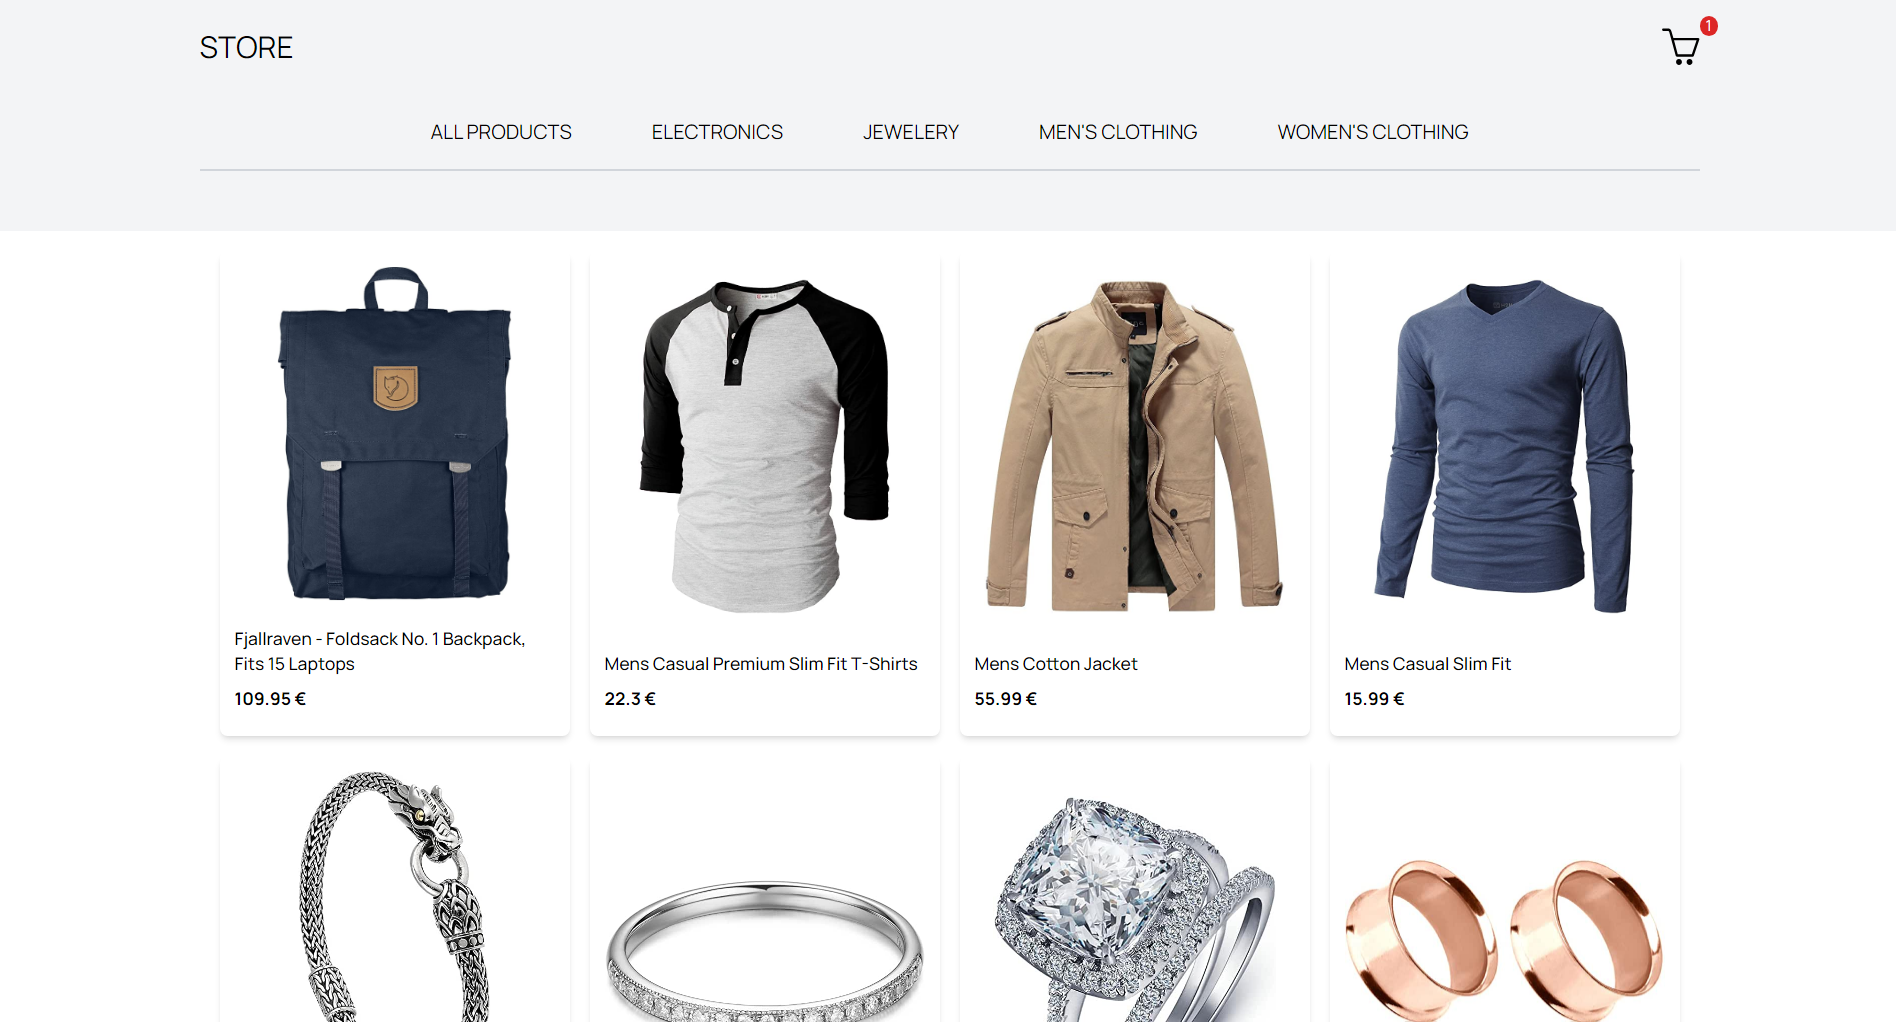 STORE
1
ALL PRODUCTS
ELECTRONICS
JEWELERY
MEN'S CLOTHING
WOMEN'S CLOTHING
Fjallraven - Foldsack No. 1 Backpack,
Fits 15 Laptops
109.95 €
Mens Casual Premium Slim Fit T-Shirts
22.3 €
Mens Cotton Jacket
55.99 €
Mens Casual Slim Fit
15.99 €